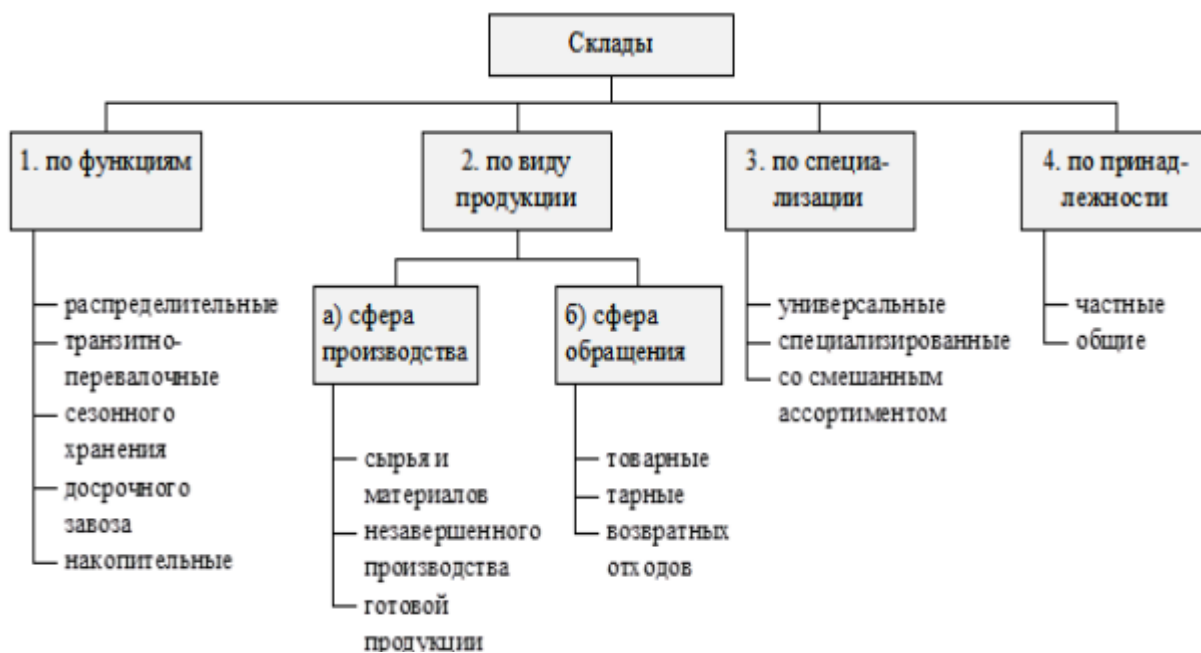 Склады
1. по функциям
распределительные
транзитно-
перевалочные
сезонного
хранения
досрочного
завоза
накопительные
2. по виду
продукции
а) сфера
производства
сырья и
материалов
незавершенного
производства
готовой
продукции
б) сфера
обращения
товарные
тарные
возвратных
отходов
3. по специа-
лизации
универсальные
специализированные
со смешанным
ассортиментом
4. по принад-
лежности
частные
общие